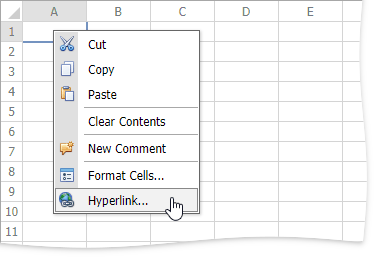 A B C D E
1
2
3 Cut
4 Copy
5 Paste
6 Clear Contents
7 New Comment
8 Format Cells...
9 Hyperlink...
10
11